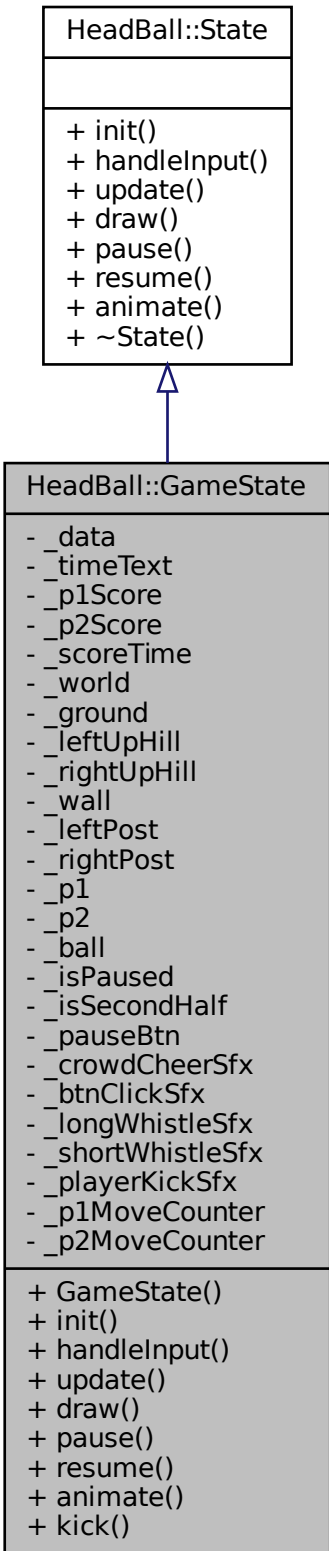 HeadBall::State
+ init()
+ handleInput()
+ update()
+ draw()
+ pause()
+ resume()
+ animate()
+ ~State()
HeadBall::GameState
- _data
- _timeText
- _p1Score
- _p2Score
- _scoreTime
- _world
- _ground
- _leftUpHill
- _rightUpHill
- _wall
- _leftPost
- _rightPost
- _p1
- _p2
- _ball
- _isPaused
- _isSecondHalf
- _pauseBtn
- _crowdCheerSfx
- _btnClickSfx
- _longWhistleSfx
- _shortWhistleSfx
- _playerKickSfx
- _p1MoveCounter
- _p2MoveCounter
+ GameState()
+ init()
+ handleInput()
+ update()
+ draw()
+ pause()
+ resume()
+ animate()
+ kick()